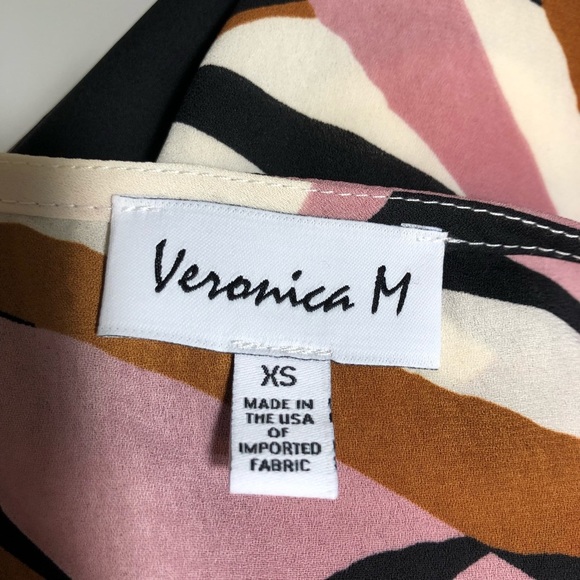 Veronica M
XS
MADE IN
THE USA
OF
IMPORTED
FABRIC